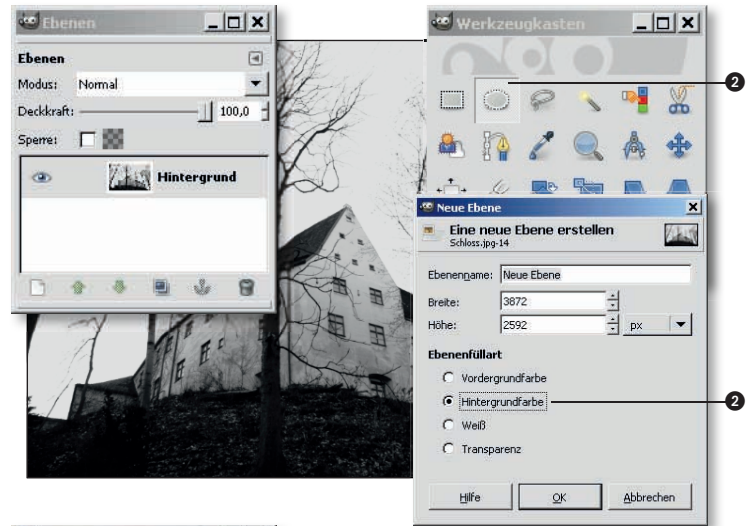 Ebenen
Ebenen
Modus: Normal
Deckkraft: 100,0
Sperre:
Hintergrund
Werkzeugkasten
2
Neue Ebene
Eine neue Ebene erstellen
Schloss.jpg-14
Ebenenname: Neue Ebene
Breite: 3872
Höhe: 2592 px
Ebenenfüllart
Vordergrundfarbe
Hintergrundfarbe
2
Weiß
Transparenz
Hilfe OK Abbrechen